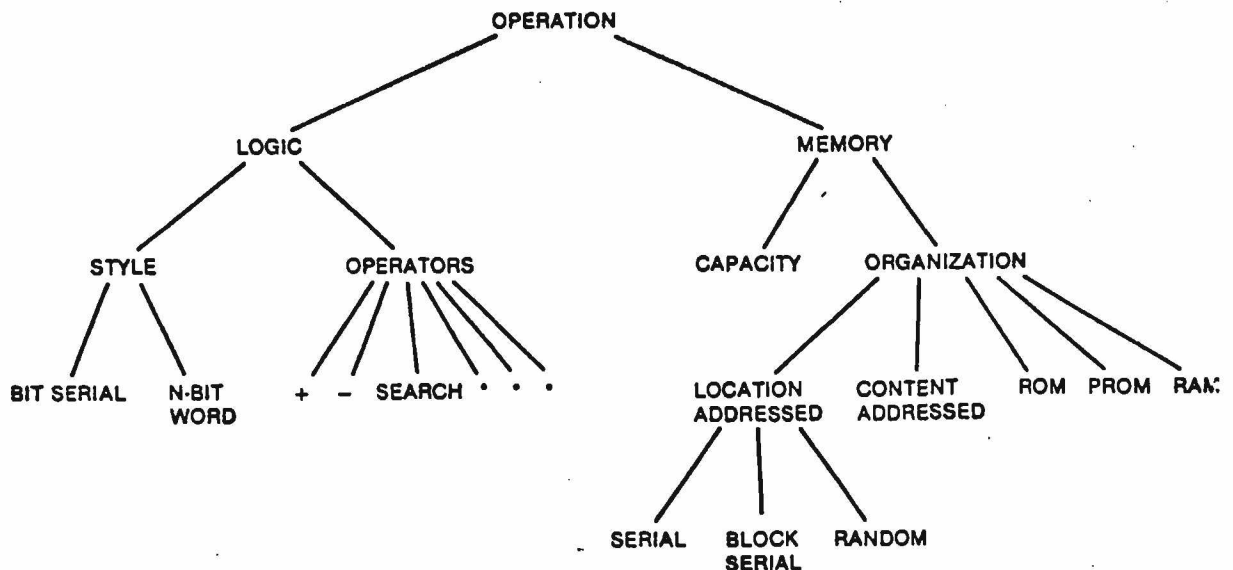 OPERATION
LOGIC MEMORY
STYLE OPERATORS CAPACITY ORGANIZATION
BIT SERIAL N-BIT WORD + - SEARCH • • • LOCATION ADDRESSED CONTENT ADDRESSED ROM PROM RAM
SERIAL BLOCK SERIAL RANDOM